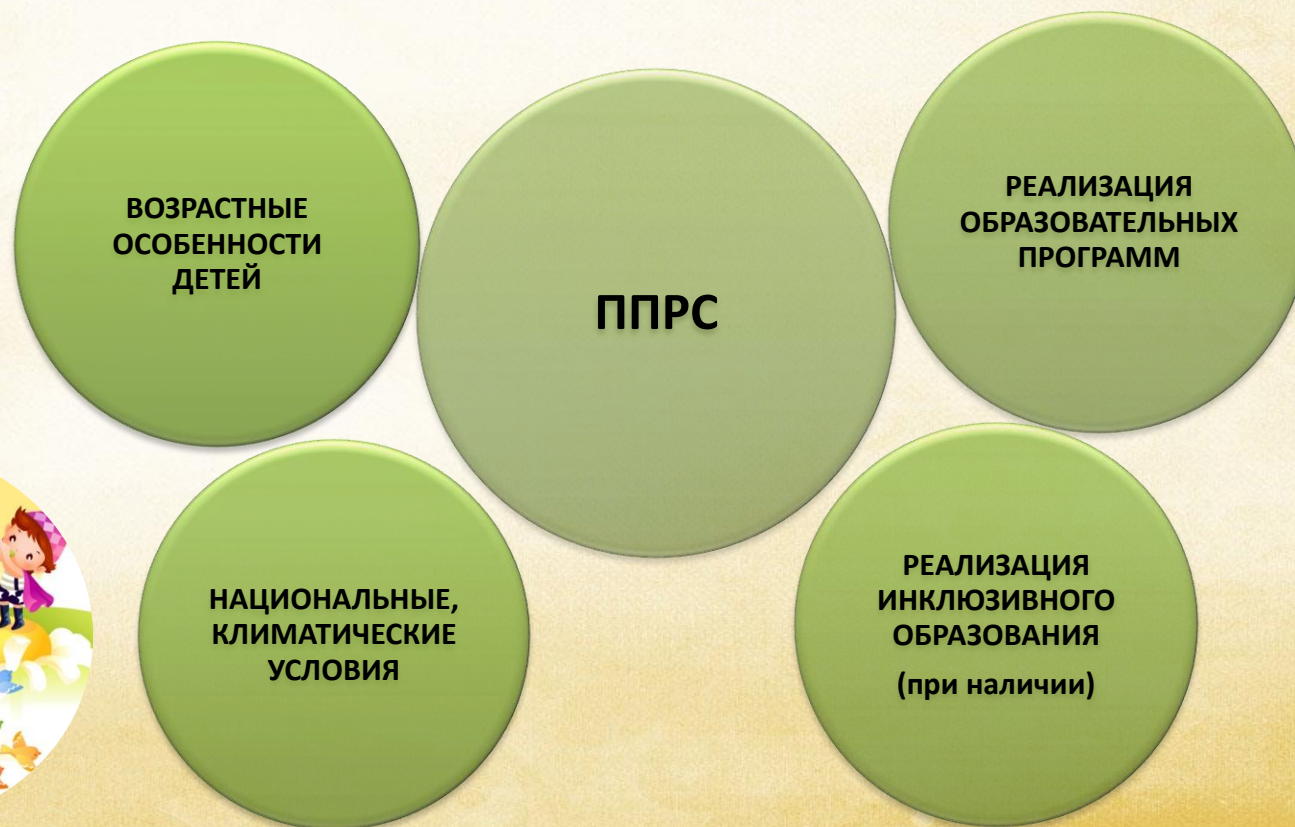 ВОЗРАСТНЫЕ
ОСОБЕННОСТИ
ДЕТЕЙ
ППРС
РЕАЛИЗАЦИЯ
ОБРАЗОВАТЕЛЬНЫХ
ПРОГРАММ
НАЦИОНАЛЬНЫЕ,
КЛИМАТИЧЕСКИЕ
УСЛОВИЯ
РЕАЛИЗАЦИЯ
ИНКЛЮЗИВНОГО
ОБРАЗОВАНИЯ
(при наличии)